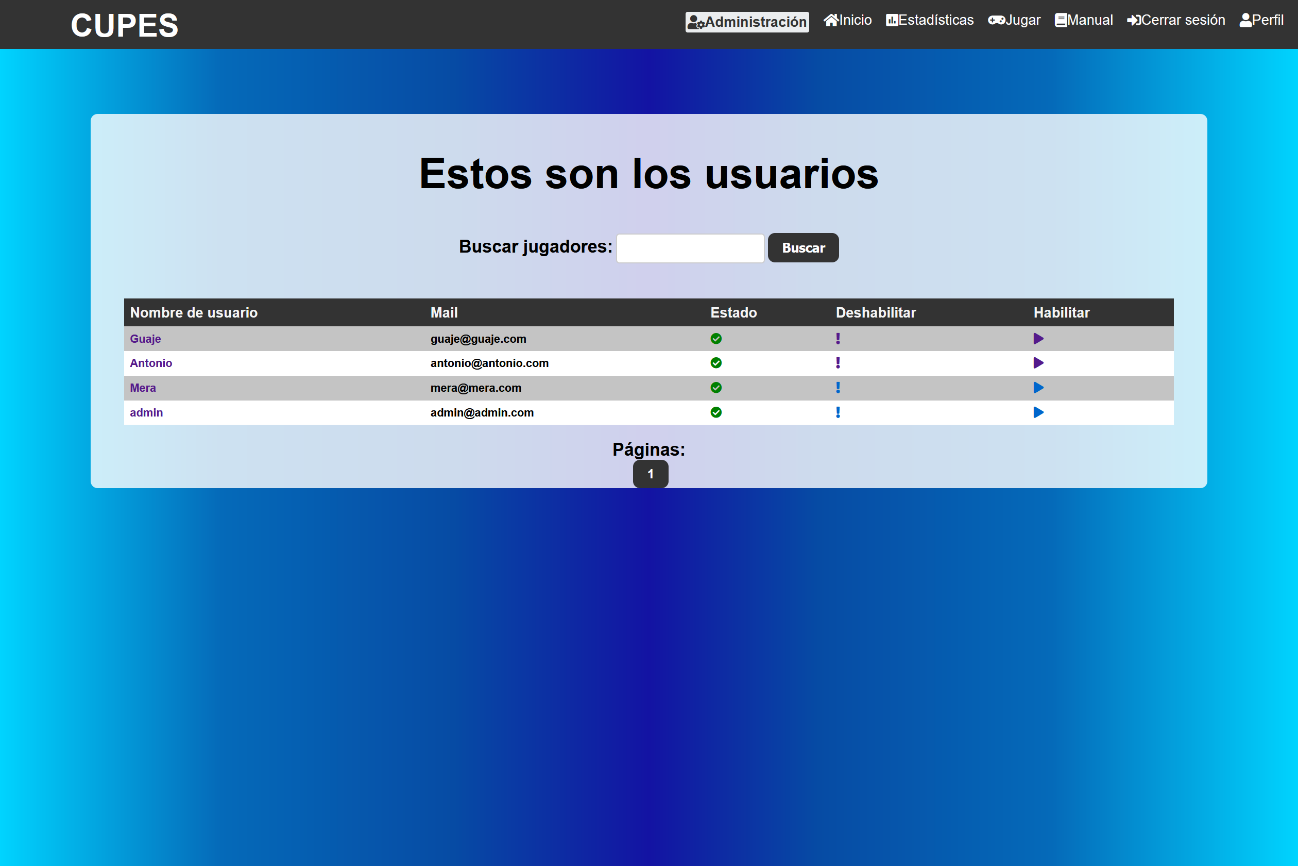 CUPES
Administración Inicio Estadísticas Jugar Manual Cerrar sesión Perfil
Estos son los usuarios
Buscar jugadores: Buscar
Nombre de usuario Mail Estado Deshabilitar Habilitar
Guaje guaje@guaje.com
Antonio antonio@antonio.com
Mera mera@mera.com
admin admin@admin.com
Páginas:
1